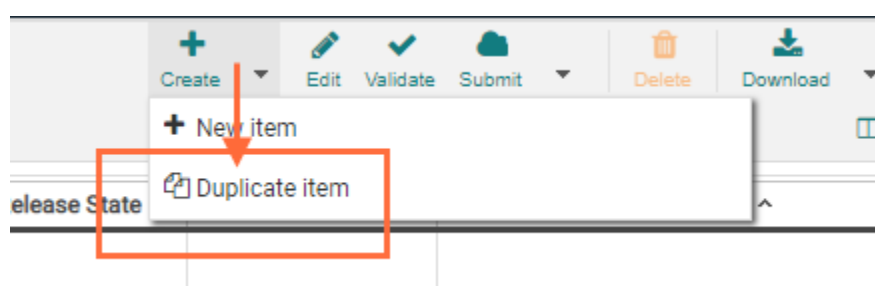 Create Edit Validate Submit Delete Download
New item
Duplicate item
elease State